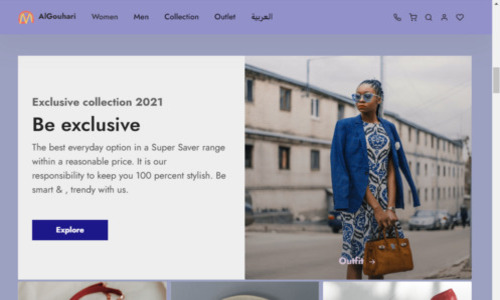 AlGouhari Women Men Collection Outlet العربية
Exclusive collection 2021
Be exclusive
The best everyday option in a Super Saver range
within a reasonable price. It is our
responsibility to keep you 100 percent stylish. Be
smart & , trendy with us.
Explore
Outfit →